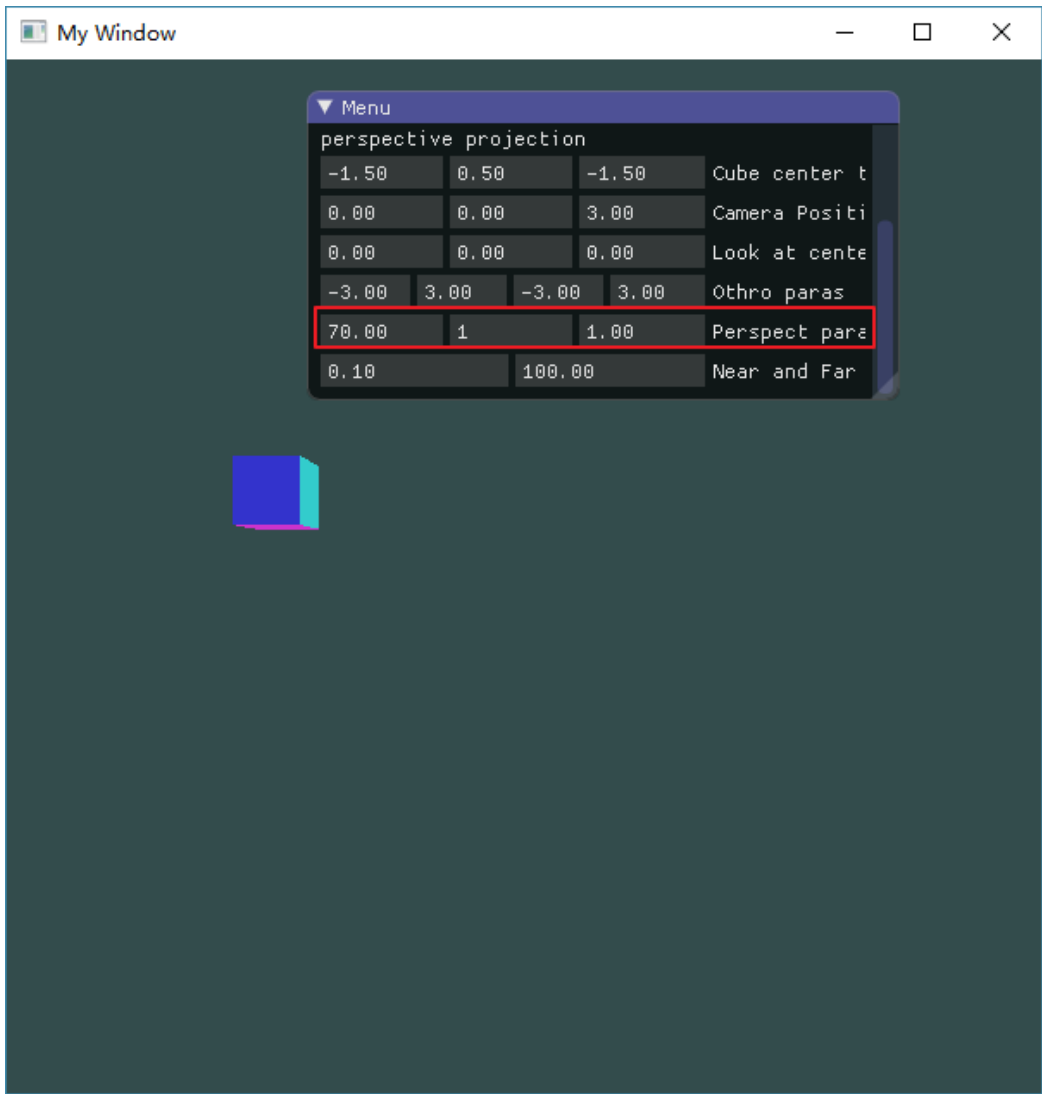 My Window
Menu
perspective projection
-1.50 0.50 -1.50 Cube center t
0.00 0.00 3.00 Camera Positi
0.00 0.00 0.00 Look at cente
-3.00 3.00 -3.00 3.00 Othro paras
70.00 1 1.00 Perspect para
0.10 100.00 Near and Far